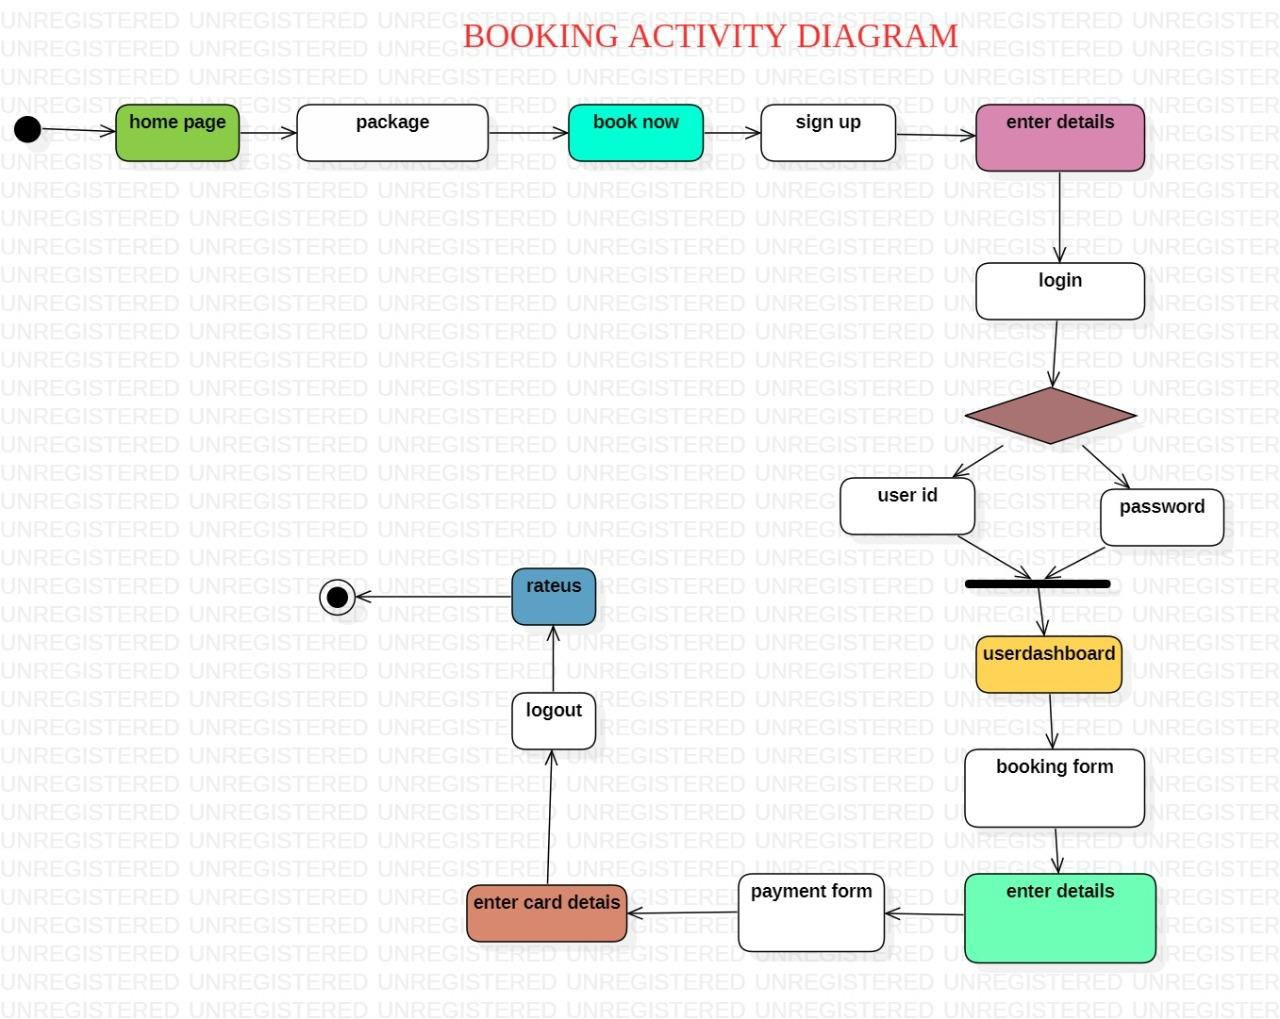 BOOKING ACTIVITY DIAGRAM
home page
package
book now
sign up
enter details
login
user id
password
userdashboard
booking form
enter details
payment form
enter card detais
logout
rateus
UNREGISTERED